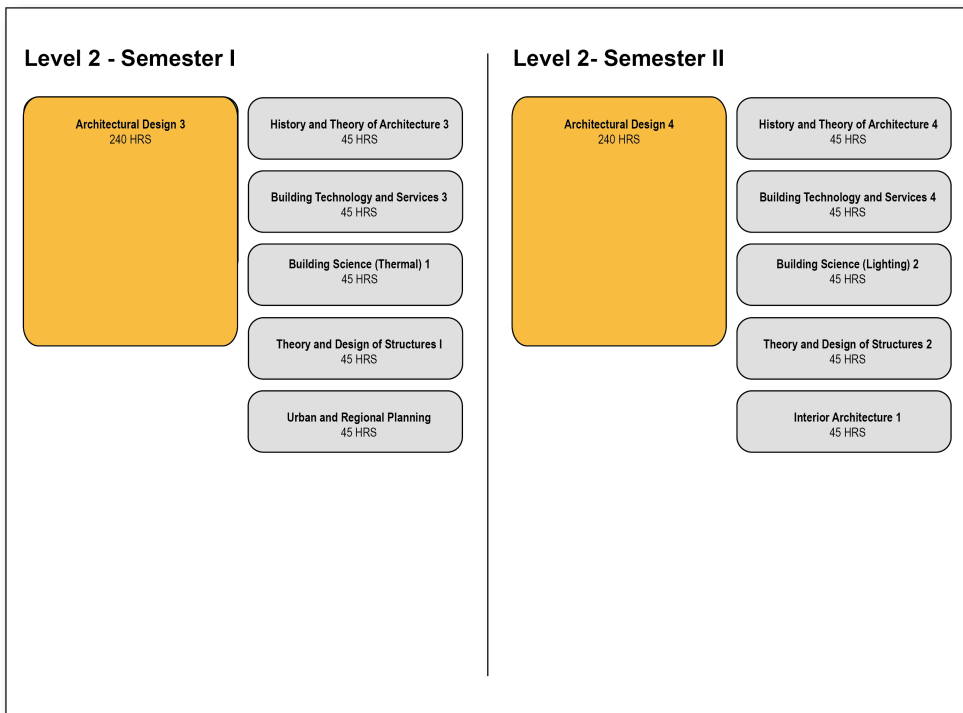 Level 2 - Semester I
Architectural Design 3
240 HRS
History and Theory of Architecture 3
45 HRS
Building Technology and Services 3
45 HRS
Building Science (Thermal) 1
45 HRS
Theory and Design of Structures I
45 HRS
Urban and Regional Planning
45 HRS
Level 2- Semester II
Architectural Design 4
240 HRS
History and Theory of Architecture 4
45 HRS
Building Technology and Services 4
45 HRS
Building Science (Lighting) 2
45 HRS
Theory and Design of Structures 2
45 HRS
Interior Architecture 1
45 HRS